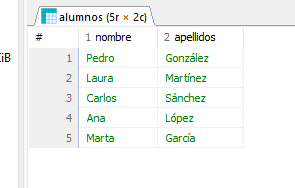 alumnos (5r × 2c)
# 1 nombre 2 apellidos
1 Pedro González
2 Laura Martínez
3 Carlos Sánchez
4 Ana López
5 Marta García